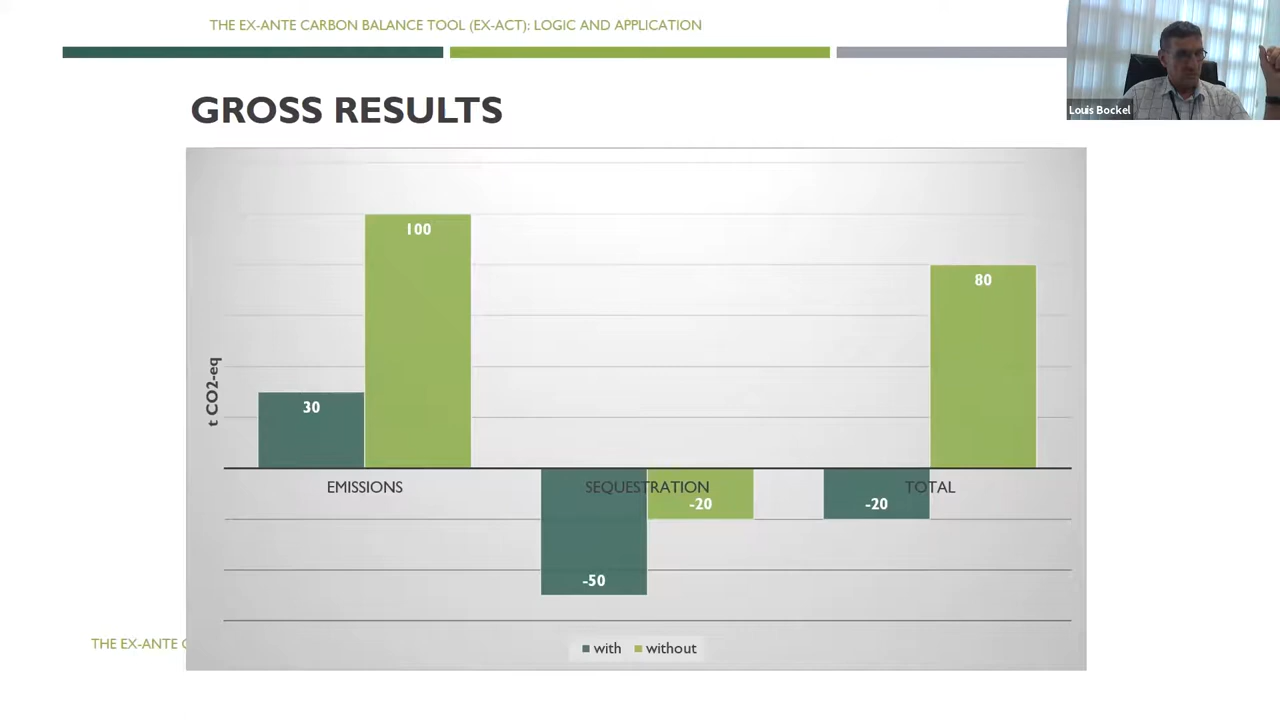 THE EX-ANTE CARBON BALANCE TOOL (EX-ACT): LOGIC AND APPLICATION
Louis Bockel
GROSS RESULTS
t CO2-eq
100
80
30
EMISSIONS
SEQUESTRATION
TOTAL
-20
-20
-50
THE EX-ANTE
with without